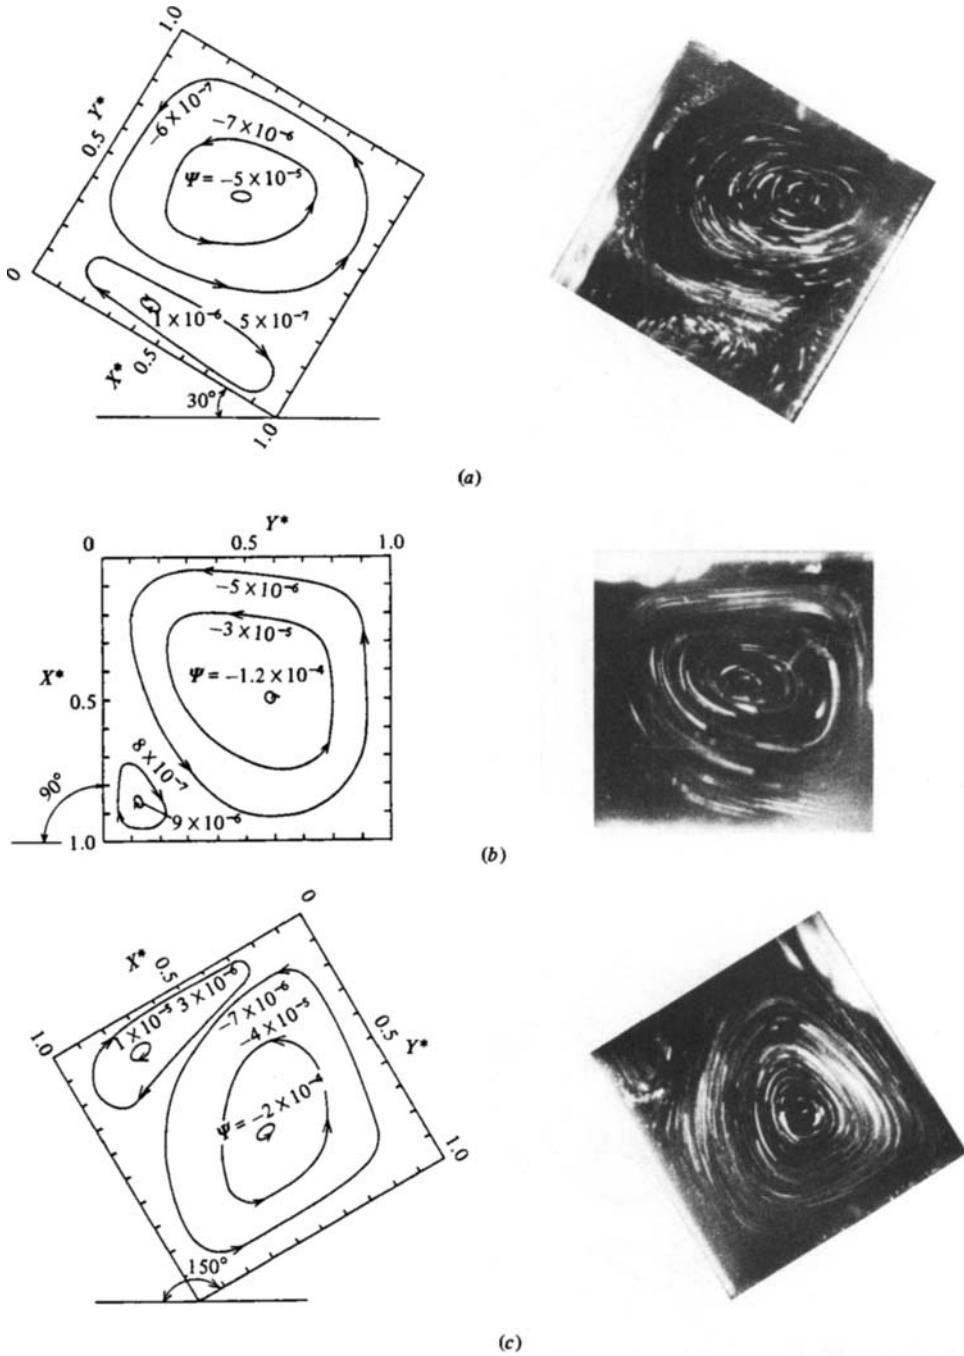 1.0
Y*
0.5
0
−6 × 10⁻⁷
−7 × 10⁻⁶
Ψ = −5 × 10⁻⁵
1 × 10⁻⁶
5 × 10⁻⁷
X*
0.5
30°
1.0
(a)
Y*
0
0.5
1.0
−5 × 10⁻⁶
−3 × 10⁻⁵
Ψ = −1.2 × 10⁻⁴
X*
0.5
8 × 10⁻⁷
90°
9 × 10⁻⁶
1.0
(b)
0
X*
0.5
3 × 10⁻⁶
1 × 10⁻⁵
−7 × 10⁻⁶
−4 × 10⁻⁵
1.0
0.5
Y*
Ψ = −2 × 10⁻⁴
1.0
150°
(c)